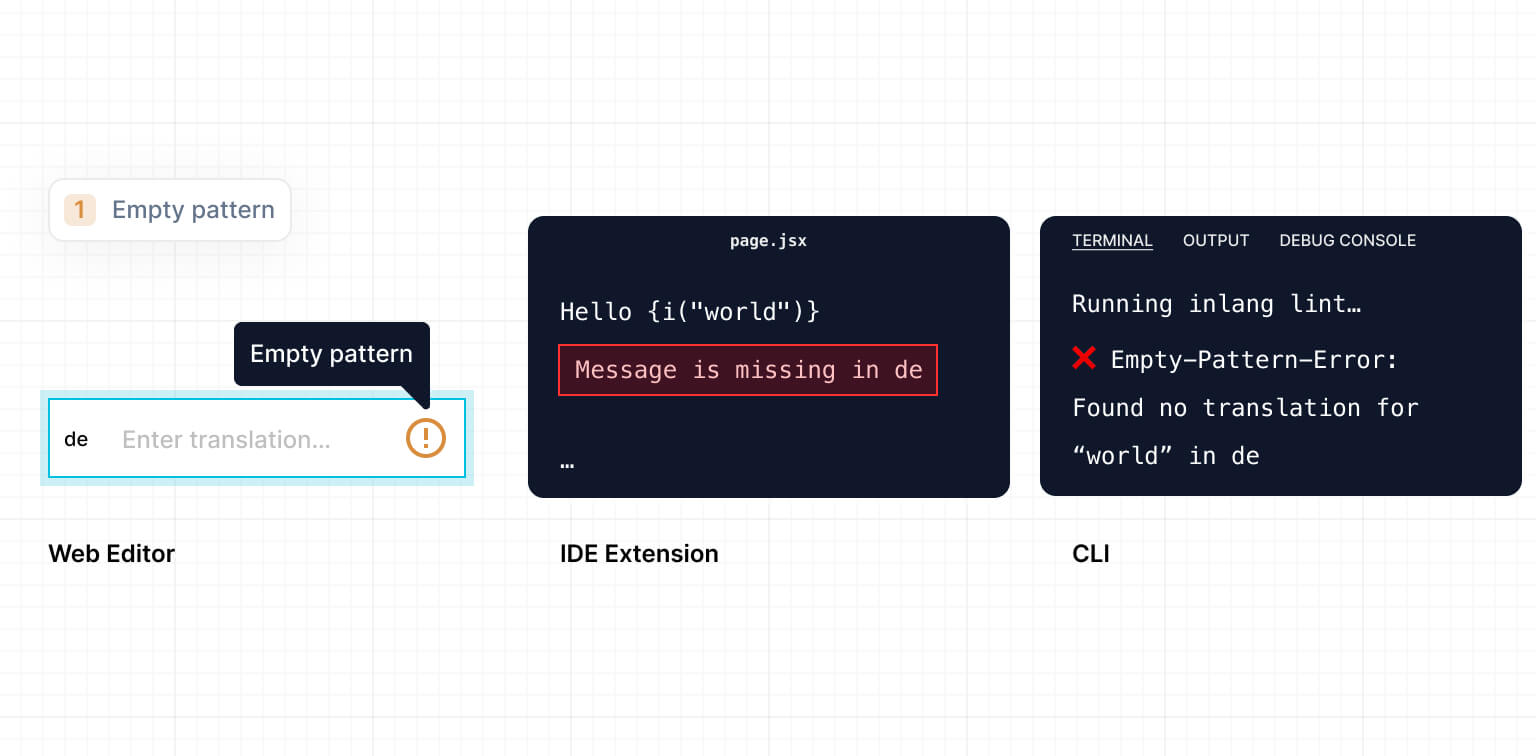 1 Empty pattern
Empty pattern
de Enter translation...
Web Editor
page.jsx
Hello {i("world")}
Message is missing in de
…
IDE Extension
TERMINAL OUTPUT DEBUG CONSOLE
Running inlang lint…
❌ Empty-Pattern-Error:
Found no translation for
“world” in de
CLI